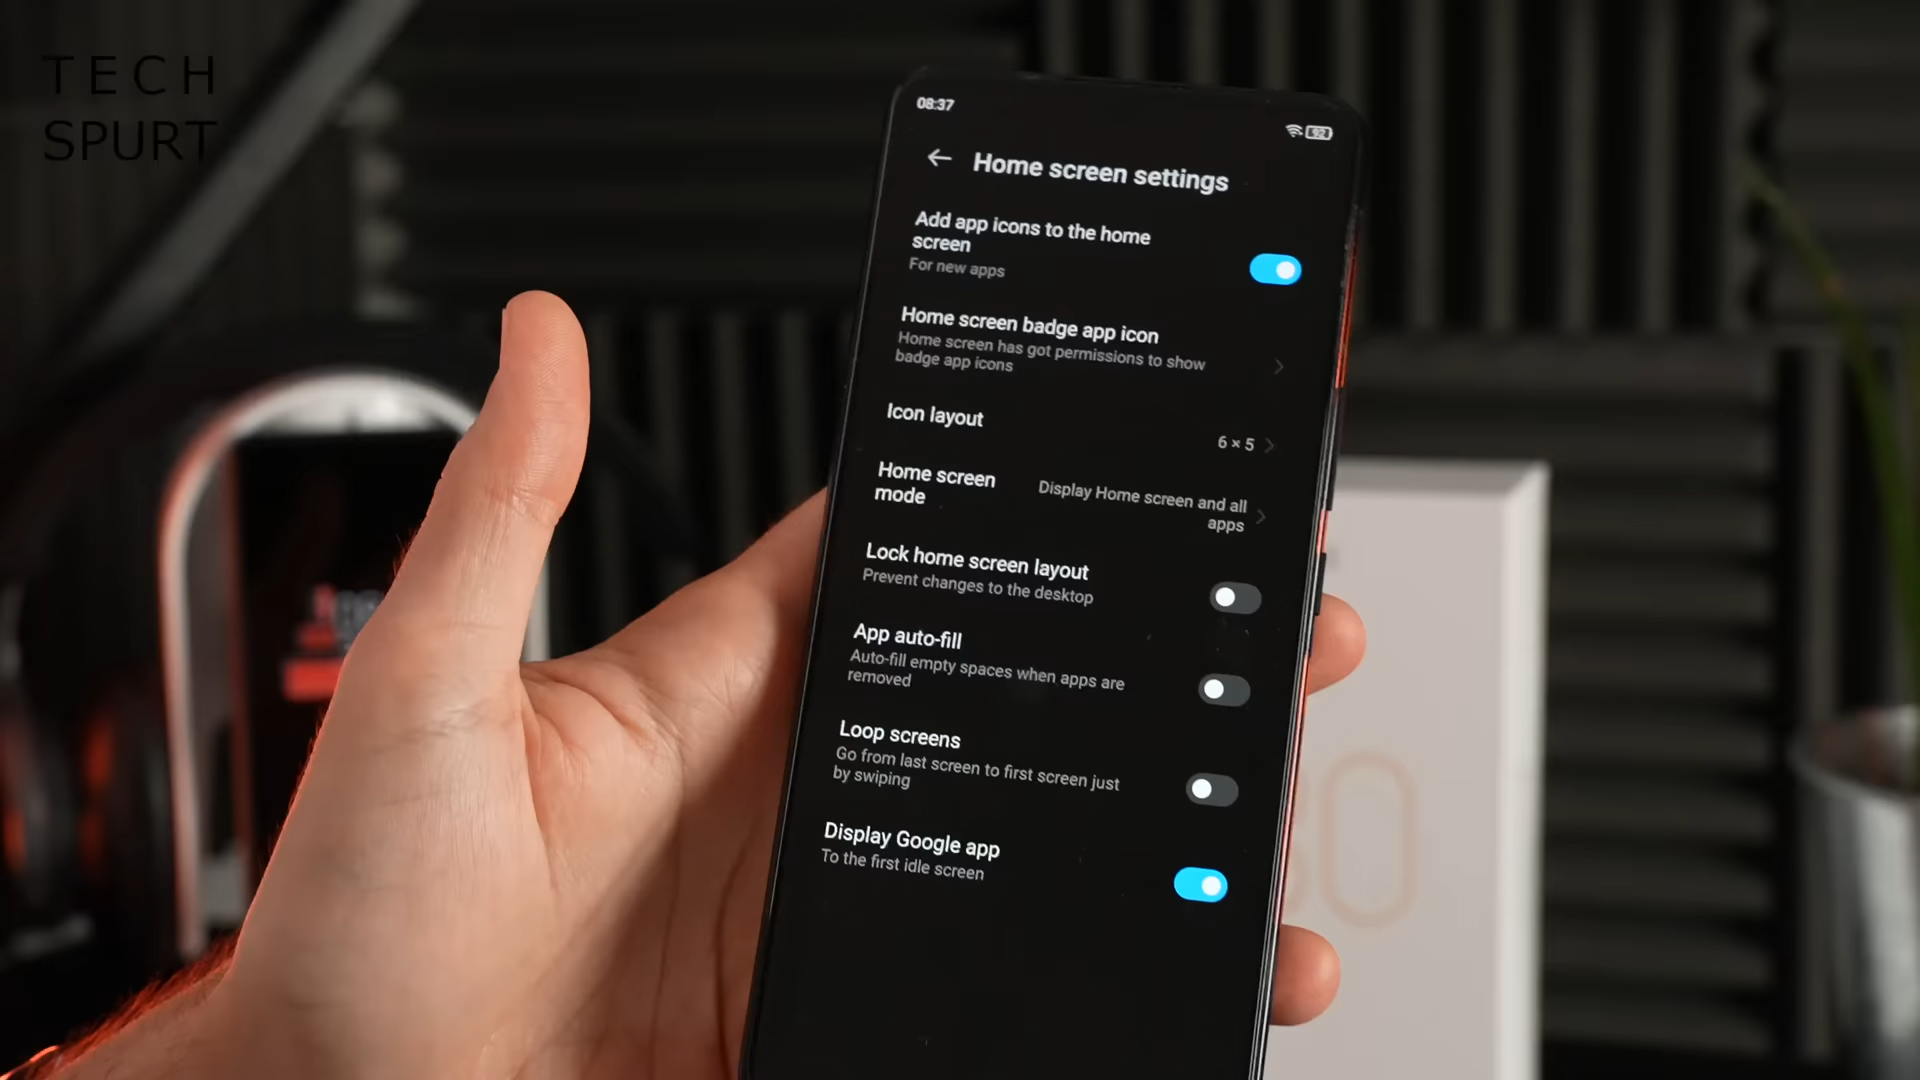 TECH
SPURT
08:37
92
Home screen settings
Add app icons to the home
screen
For new apps
Home screen badge app icon
Home screen has got permissions to show
badge app icons
Icon layout
6 × 5
Home screen
mode
Display Home screen and all
apps
Lock home screen layout
Prevent changes to the desktop
App auto-fill
Auto-fill empty spaces when apps are
removed
Loop screens
Go from last screen to first screen just
by swiping
Display Google app
To the first idle screen